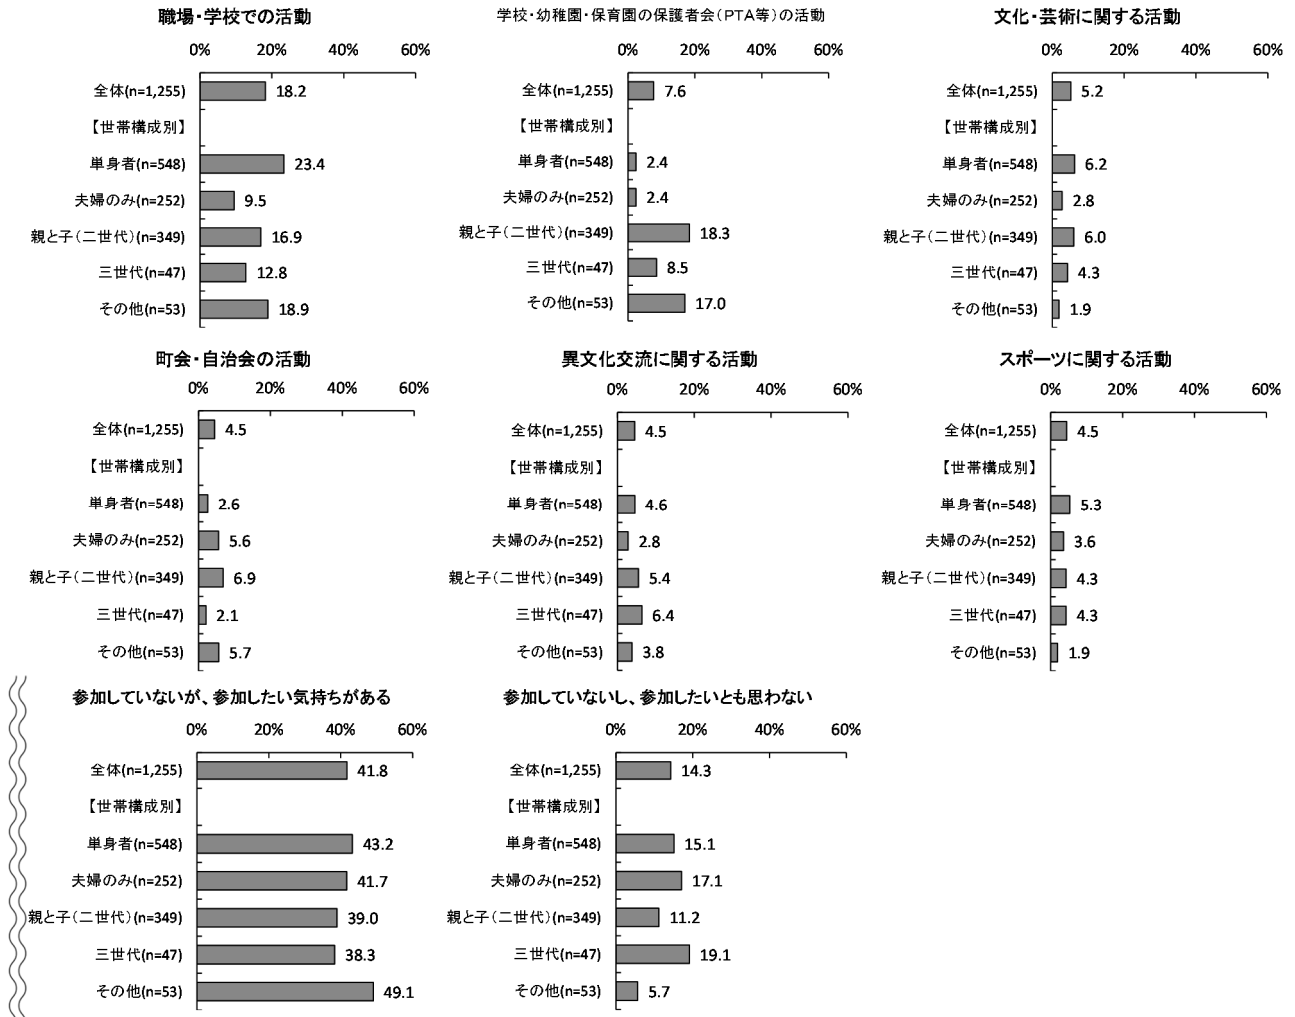 職場・学校での活動
0% 20% 40% 60%
全体(n=1,255) 18.2
【世帯構成別】
単身者(n=548) 23.4
夫婦のみ(n=252) 9.5
親と子(二世代)(n=349) 16.9
三世代(n=47) 12.8
その他(n=53) 18.9
学校・幼稚園・保育園の保護者会(PTA等)の活動
0% 20% 40% 60%
全体(n=1,255) 7.6
【世帯構成別】
単身者(n=548) 2.4
夫婦のみ(n=252) 2.4
親と子(二世代)(n=349) 18.3
三世代(n=47) 8.5
その他(n=53) 17.0
文化・芸術に関する活動
0% 20% 40% 60%
全体(n=1,255) 5.2
【世帯構成別】
単身者(n=548) 6.2
夫婦のみ(n=252) 2.8
親と子(二世代)(n=349) 6.0
三世代(n=47) 4.3
その他(n=53) 1.9
町会・自治会の活動
0% 20% 40% 60%
全体(n=1,255) 4.5
【世帯構成別】
単身者(n=548) 2.6
夫婦のみ(n=252) 5.6
親と子(二世代)(n=349) 6.9
三世代(n=47) 2.1
その他(n=53) 5.7
異文化交流に関する活動
0% 20% 40% 60%
全体(n=1,255) 4.5
【世帯構成別】
単身者(n=548) 4.6
夫婦のみ(n=252) 2.8
親と子(二世代)(n=349) 5.4
三世代(n=47) 6.4
その他(n=53) 3.8
スポーツに関する活動
0% 20% 40% 60%
全体(n=1,255) 4.5
【世帯構成別】
単身者(n=548) 5.3
夫婦のみ(n=252) 3.6
親と子(二世代)(n=349) 4.3
三世代(n=47) 4.3
その他(n=53) 1.9
参加していないが、参加したい気持ちがある
0% 20% 40% 60%
全体(n=1,255) 41.8
【世帯構成別】
単身者(n=548) 43.2
夫婦のみ(n=252) 41.7
親と子(二世代)(n=349) 39.0
三世代(n=47) 38.3
その他(n=53) 49.1
参加していないし、参加したいとも思わない
0% 20% 40% 60%
全体(n=1,255) 14.3
【世帯構成別】
単身者(n=548) 15.1
夫婦のみ(n=252) 17.1
親と子(二世代)(n=349) 11.2
三世代(n=47) 19.1
その他(n=53) 5.7